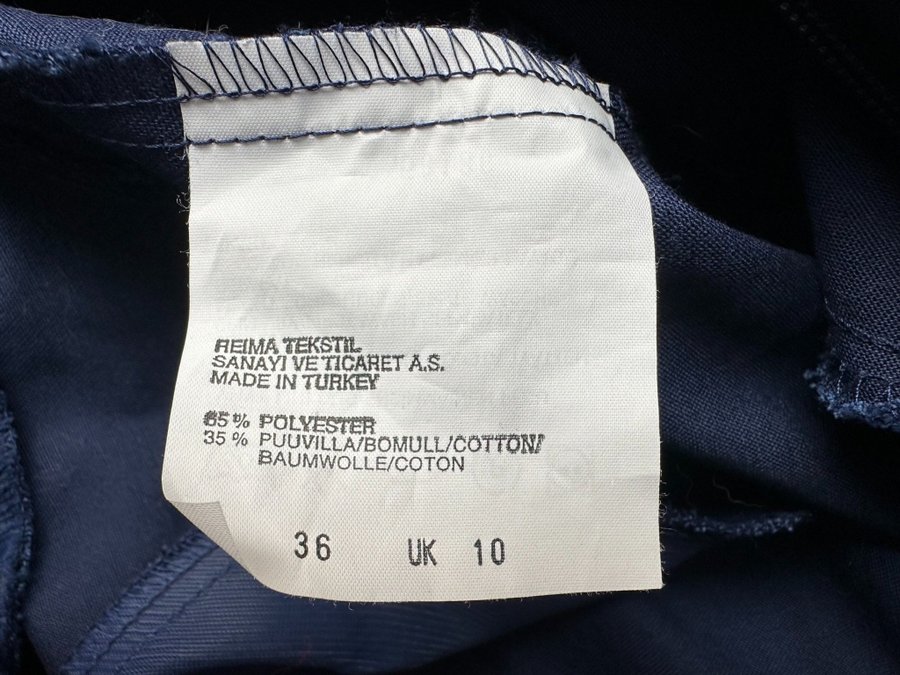 REIMA TEKSTIL
SANAYI VE TICARET A.S.
MADE IN TURKEY
65% POLYESTER
35% PUUVILLA/BOMULL/COTTON/
BAUMWOLLE/COTON
36 UK 10